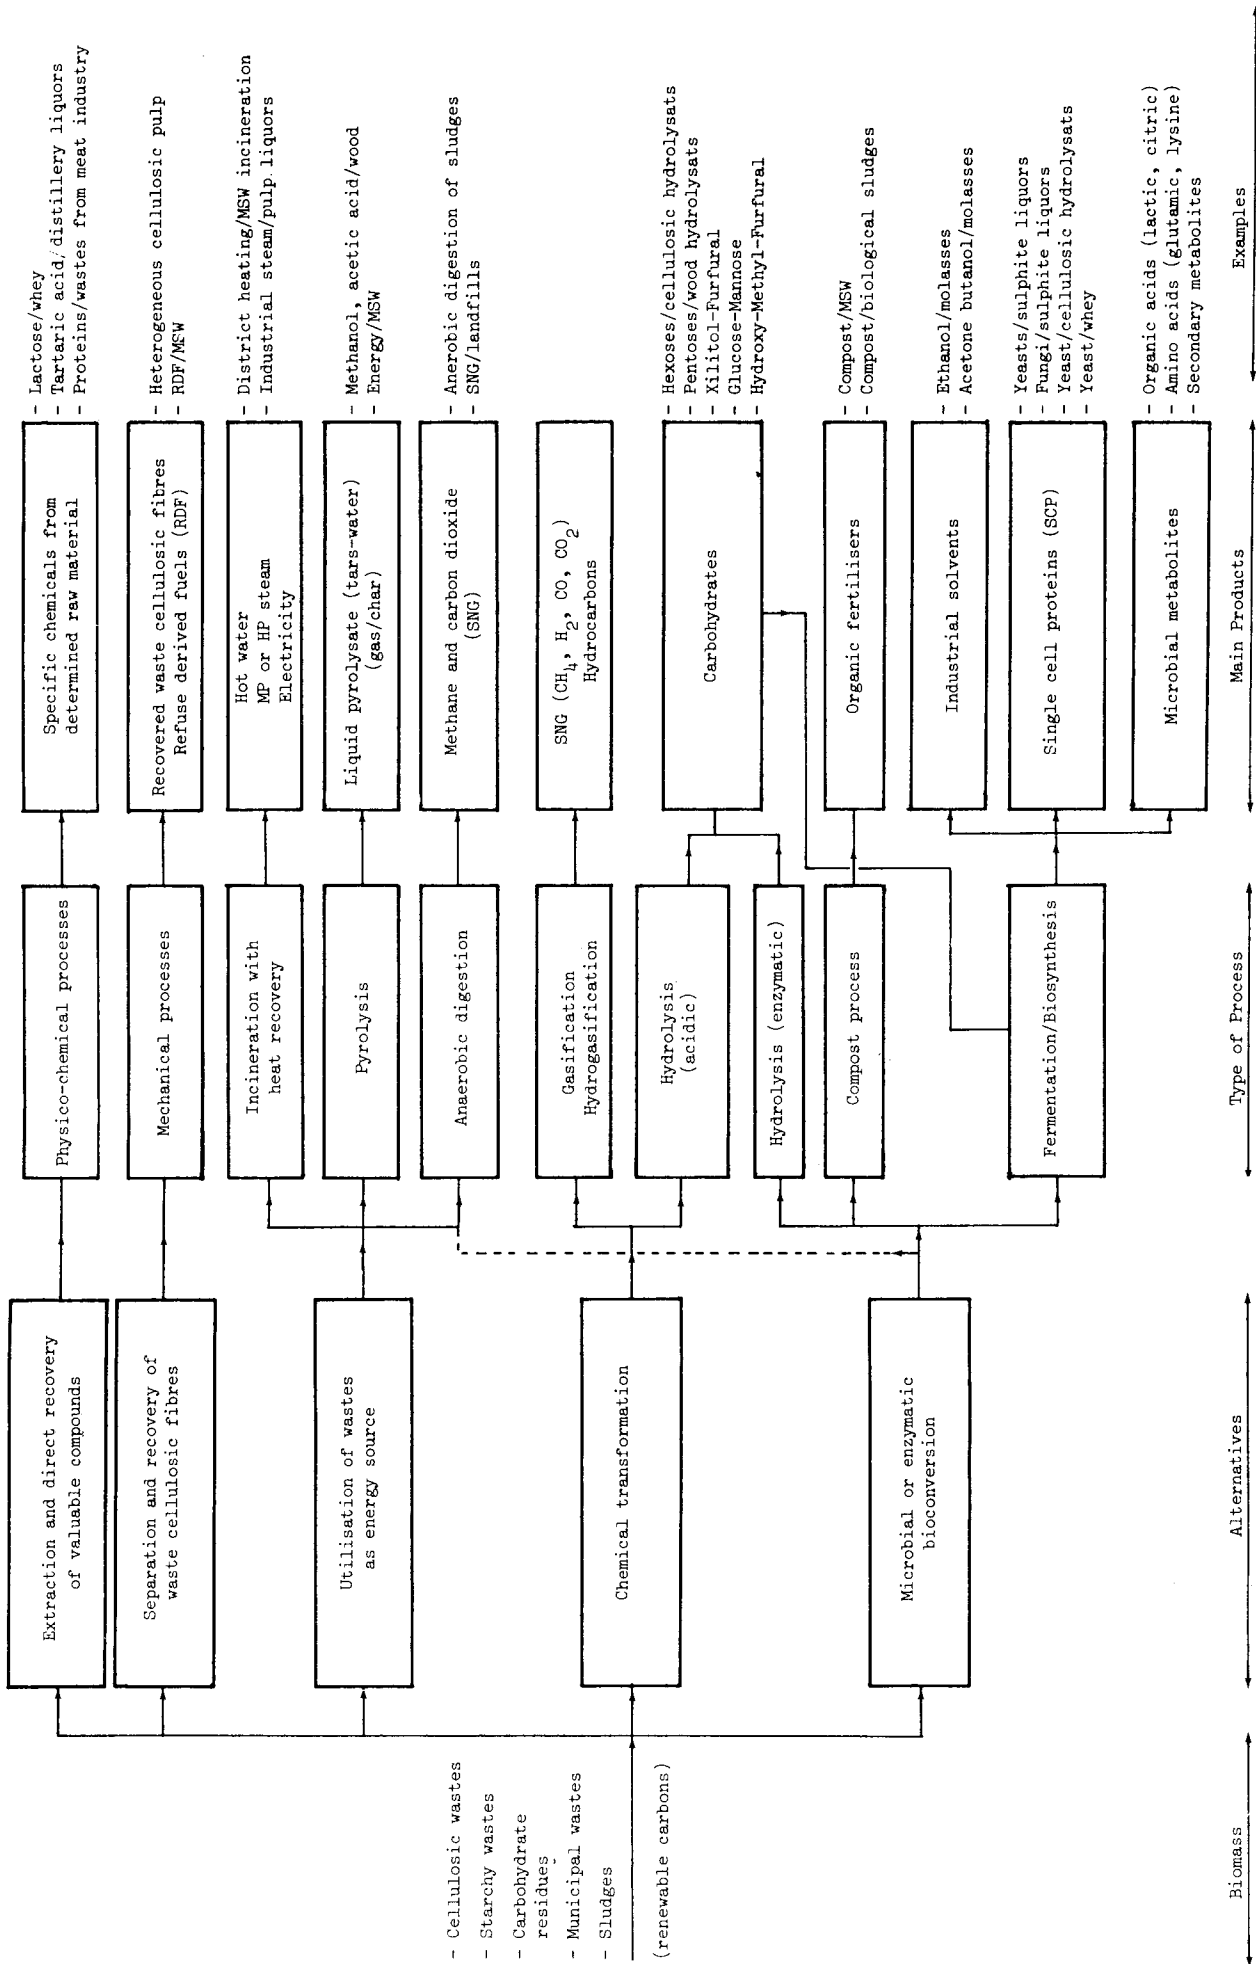 - Cellulosic wastes
- Starchy wastes
- Carbohydrate
residues
- Municipal wastes
- Sludges
(renewable carbons)
Biomass
Extraction and direct recovery
of valuable compounds
Separation and recovery of
waste cellulosic fibres
Utilisation of wastes
as energy source
Chemical transformation
Microbial or enzymatic
bioconversion
Alternatives
Physico-chemical processes
Mechanical processes
Incineration with
heat recovery
Pyrolysis
Anaerobic digestion
Gasification
Hydrogasification
Hydrolysis
(acidic)
Hydrolysis (enzymatic)
Compost process
Fermentation/Biosynthesis
Type of Process
Specific chemicals from
determined raw material
Recovered waste cellulosic fibres
Refuse derived fuels (RDF)
Hot water
MP or HP steam
Electricity
Liquid pyrolysate (tars-water)
(gas/char)
Methane and carbon dioxide
(SNG)
SNG (CH4, H2, CO, CO2)
Hydrocarbons
Carbohydrates
Organic fertilisers
Industrial solvents
Single cell proteins (SCP)
Microbial metabolites
Main Products
- Lactose/whey
- Tartaric acid/distillery liquors
- Proteins/wastes from meat industry
- Heterogeneous cellulosic pulp
- RDF/MSW
- District heating/MSW incineration
- Industrial steam/pulp liquors
- Methanol, acetic acid/wood
- Energy/MSW
- Anerobic digestion of sludges
- SNG/landfills
- Hexoses/cellulosic hydrolysats
- Pentoses/wood hydrolysats
- Xilitol-Furfural
- Glucose-Mannose
- Hydroxy-Methyl-Furfural
- Compost/MSW
- Compost/biological sludges
- Ethanol/molasses
- Acetone butanol/molasses
- Yeasts/sulphite liquors
- Fungi/sulphite liquors
- Yeast/cellulosic hydrolysats
- Yeast/whey
- Organic acids (lactic, citric)
- Amino acids (glutamic, lysine)
- Secondary metabolites
Examples